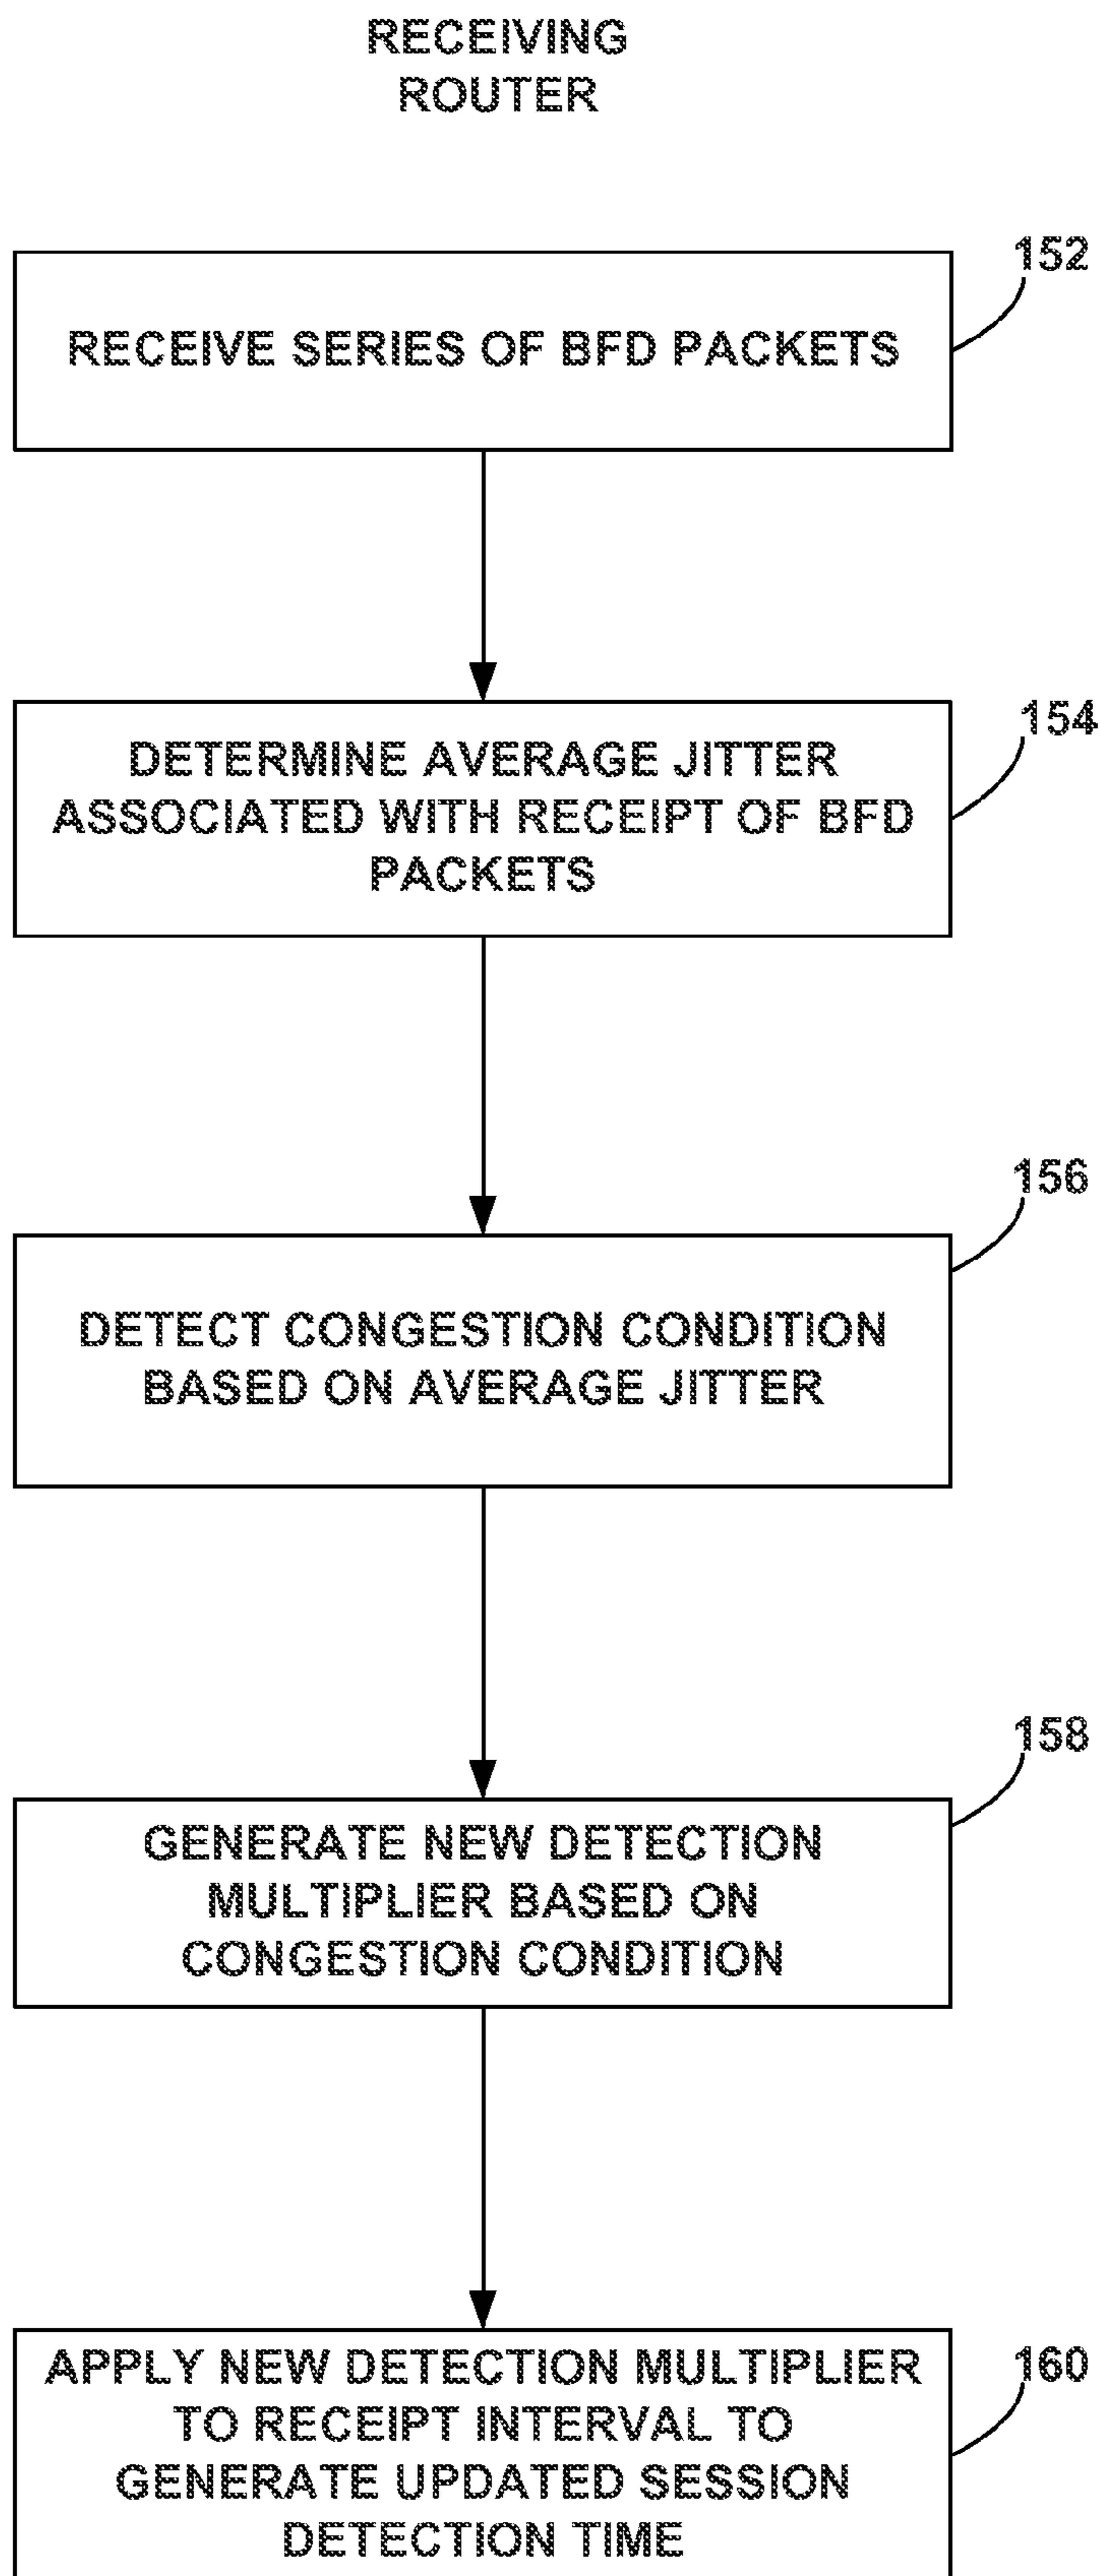 RECEIVING
ROUTER
152
RECEIVE SERIES OF BFD PACKETS
154
DETERMINE AVERAGE JITTER
ASSOCIATED WITH RECEIPT OF BFD
PACKETS
156
DETECT CONGESTION CONDITION
BASED ON AVERAGE JITTER
158
GENERATE NEW DETECTION
MULTIPLIER BASED ON
CONGESTION CONDITION
160
APPLY NEW DETECTION MULTIPLIER
TO RECEIPT INTERVAL TO
GENERATE UPDATED SESSION
DETECTION TIME